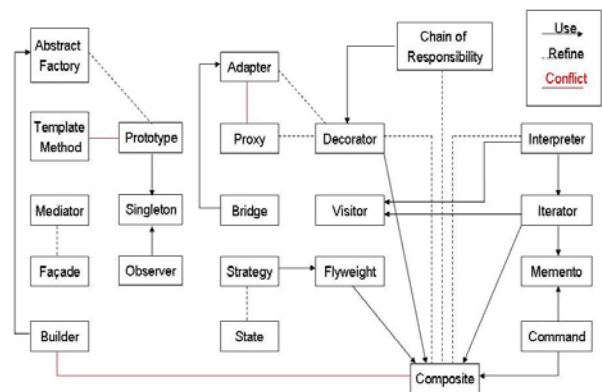 Abstract
Factory
Adapter
Chain of
Responsibility
Use
Refine
Conflict
Template
Method
Prototype
Proxy
Decorator
Interpreter
Mediator
Singleton
Bridge
Visitor
Iterator
Façade
Observer
Strategy
Flyweight
Memento
Builder
State
Composite
Command